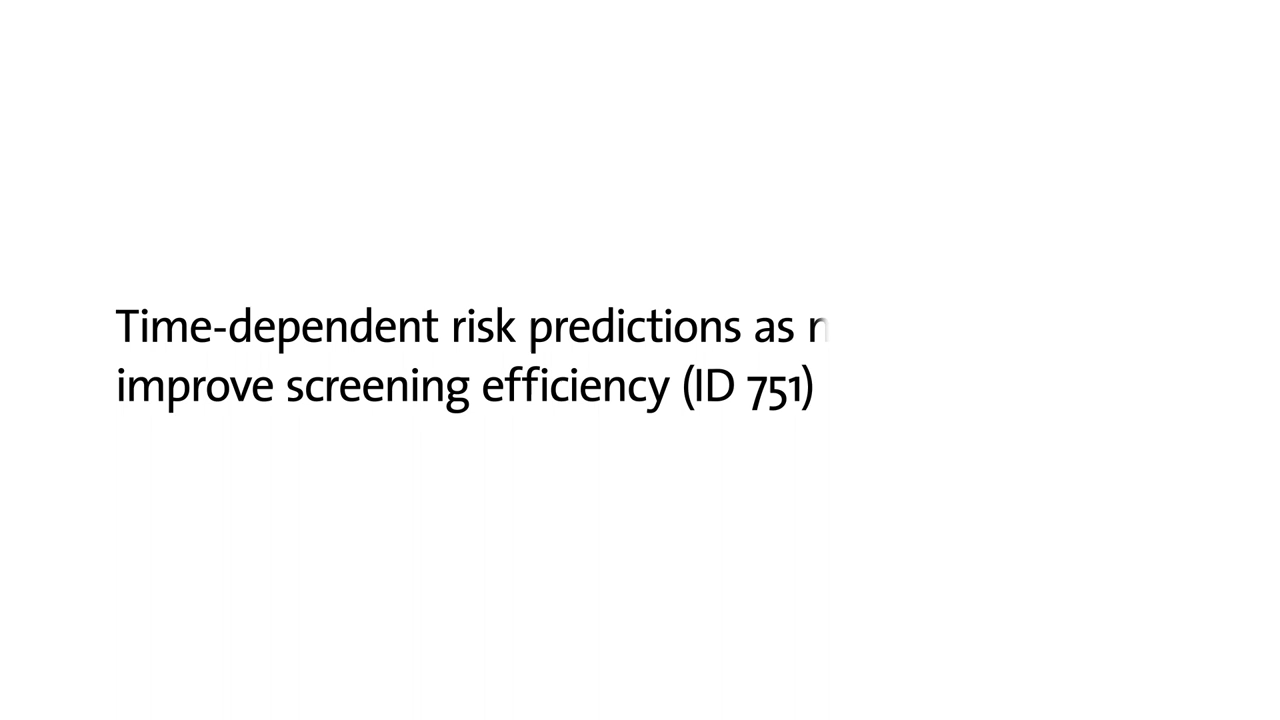 Time-dependent risk predictions as
improve screening efficiency (ID 751)